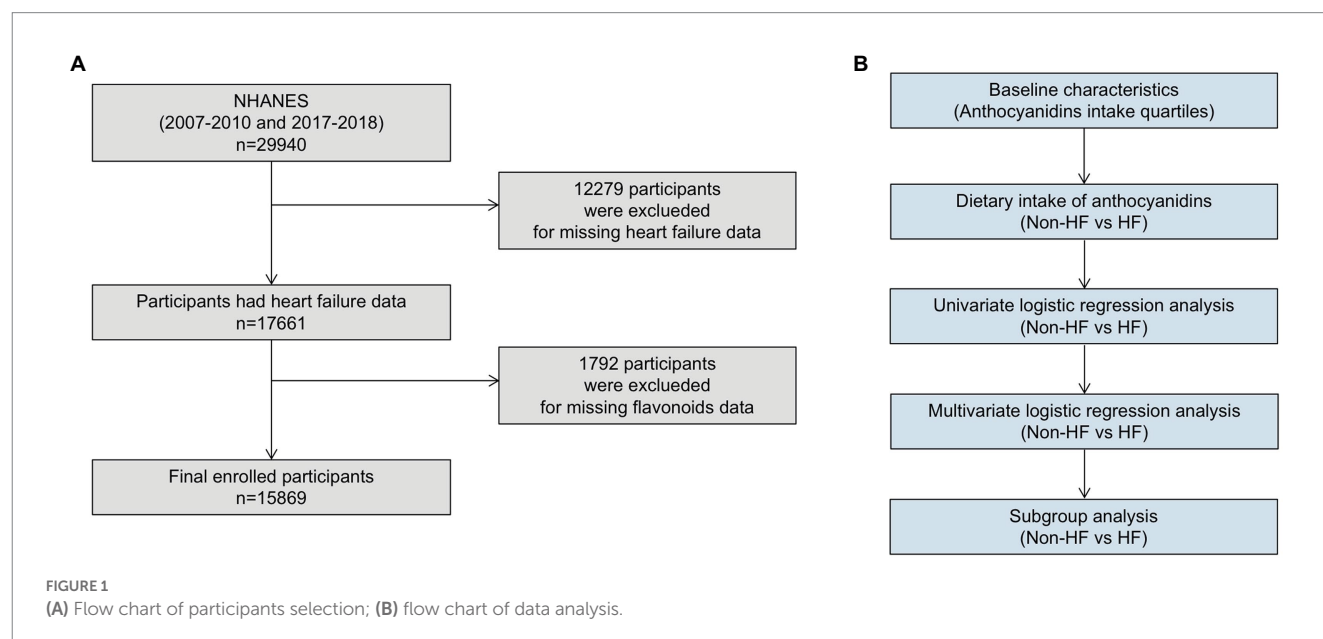 A
NHANES
(2007-2010 and 2017-2018)
n=29940
12279 participants
were exclueded
for missing heart failure data
Participants had heart failure data
n=17661
1792 participants
were exclueded
for missing flavonoids data
Final enrolled participants
n=15869
B
Baseline characteristics
(Anthocyanidins intake quartiles)
Dietary intake of anthocyanidins
(Non-HF vs HF)
Univariate logistic regression analysis
(Non-HF vs HF)
Multivariate logistic regression analysis
(Non-HF vs HF)
Subgroup analysis
(Non-HF vs HF)
FIGURE 1
(A) Flow chart of participants selection; (B) flow chart of data analysis.